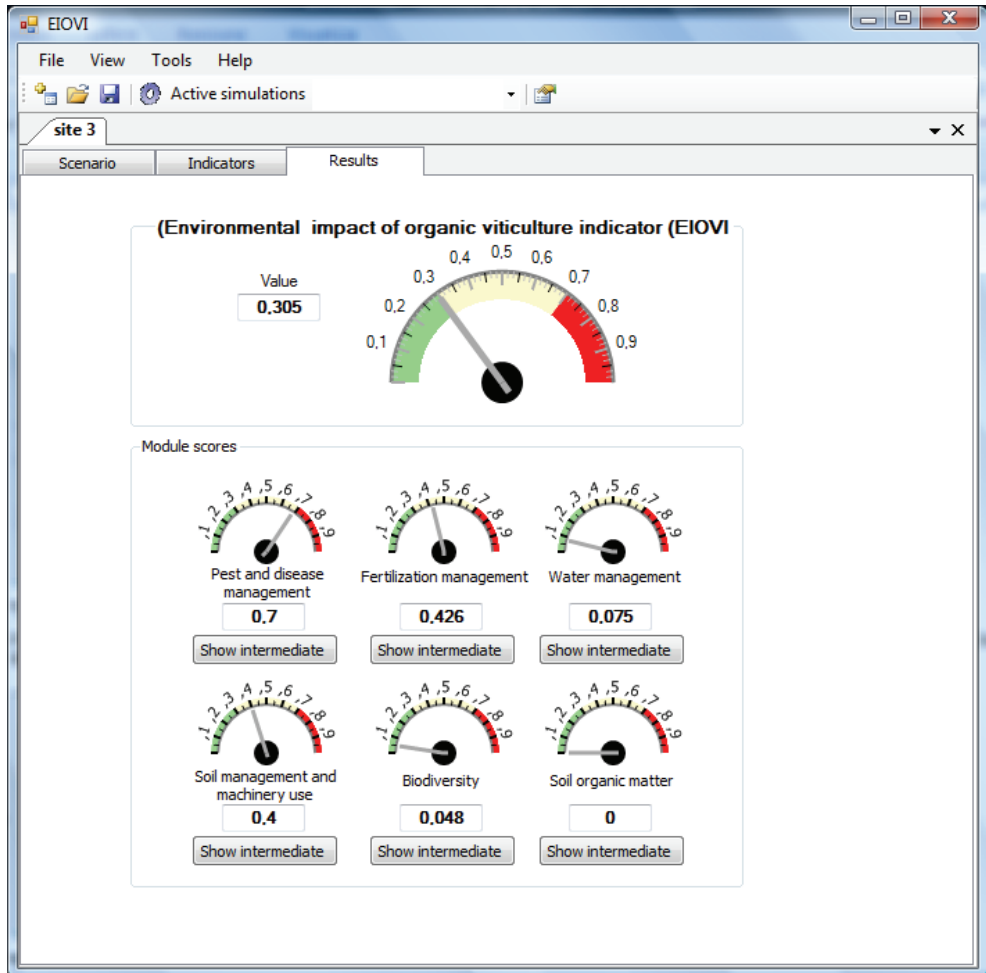 EIOVI
File View Tools Help
Active simulations
site 3
Scenario Indicators Results
(Environmental impact of organic viticulture indicator (EIOVI
Value
0,305
0,1 0,2 0,3 0,4 0,5 0,6 0,7 0,8 0,9
Module scores
,1 ,2 ,3 ,4 ,5 ,6 ,7 ,8 ,9
,1 ,2 ,3 ,4 ,5 ,6 ,7 ,8 ,9
,1 ,2 ,3 ,4 ,5 ,6 ,7 ,8 ,9
Pest and disease
management
Fertilization management
Water management
0,7 0,426 0,075
Show intermediate Show intermediate Show intermediate
,1 ,2 ,3 ,4 ,5 ,6 ,7 ,8 ,9
,1 ,2 ,3 ,4 ,5 ,6 ,7 ,8 ,9
,1 ,2 ,3 ,4 ,5 ,6 ,7 ,8 ,9
Soil management and
machinery use
Biodiversity
Soil organic matter
0,4 0,048 0
Show intermediate Show intermediate Show intermediate